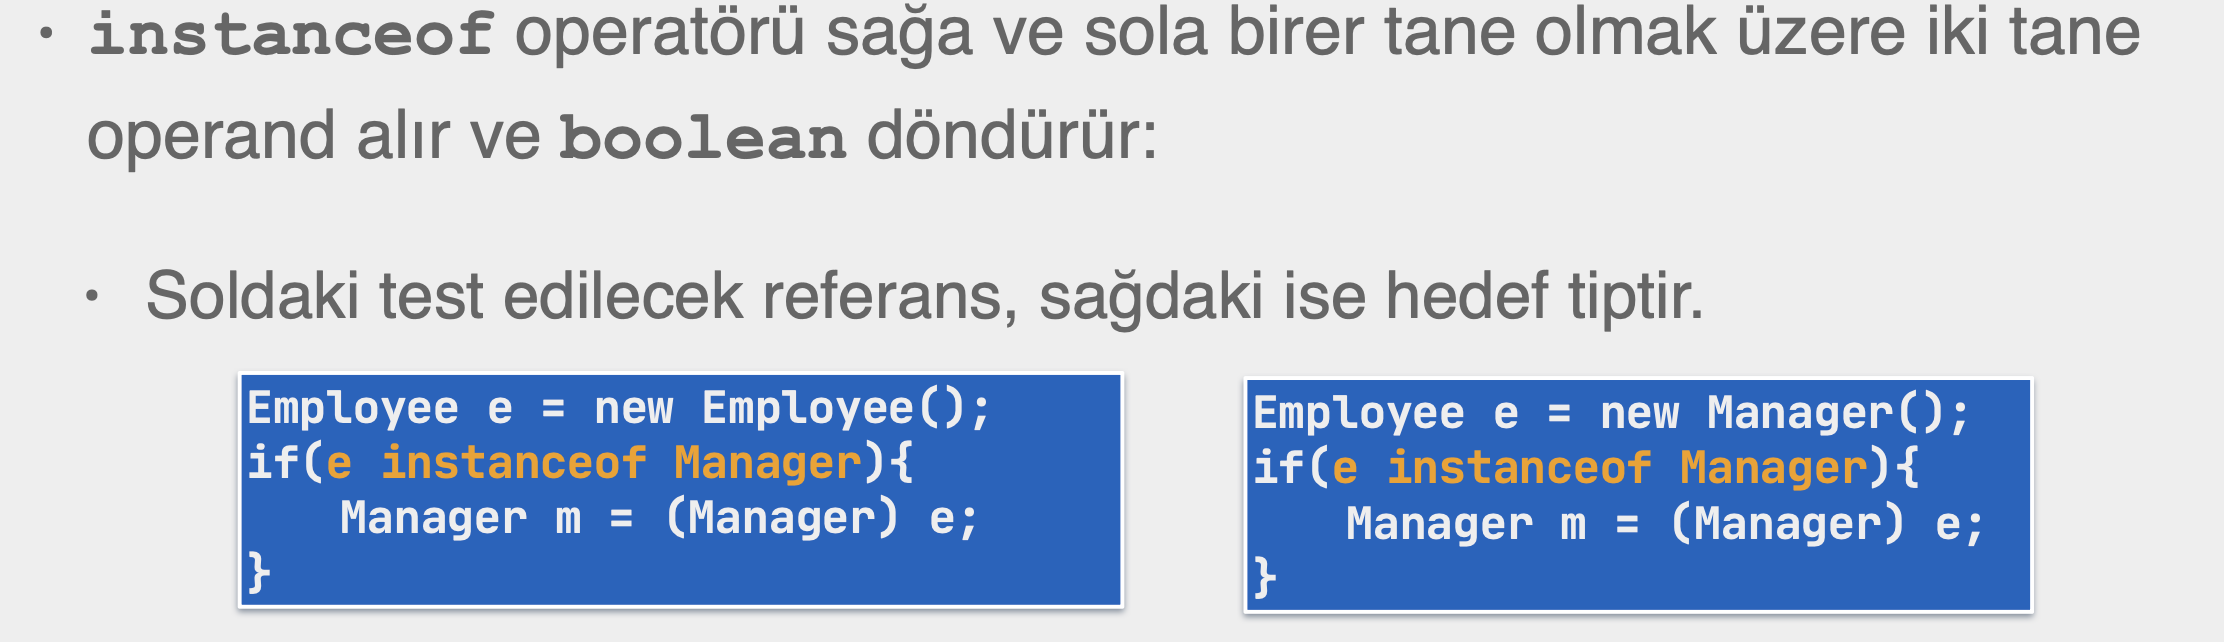 • instanceof operatörü sağa ve sola birer tane olmak üzere iki tane
operand alır ve boolean döndürür:
• Soldaki test edilecek referans, sağdaki ise hedef tiptir.
Employee e = new Employee();
if(e instanceof Manager){
    Manager m = (Manager) e;
}
Employee e = new Manager();
if(e instanceof Manager){
    Manager m = (Manager) e;
}